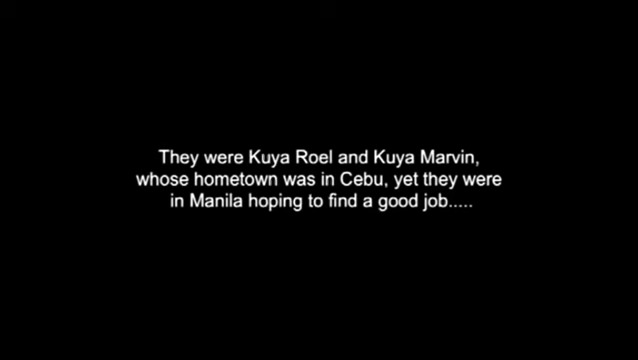 They were Kuya Roel and Kuya Marvin,
whose hometown was in Cebu, yet they were
in Manila hoping to find a good job.....